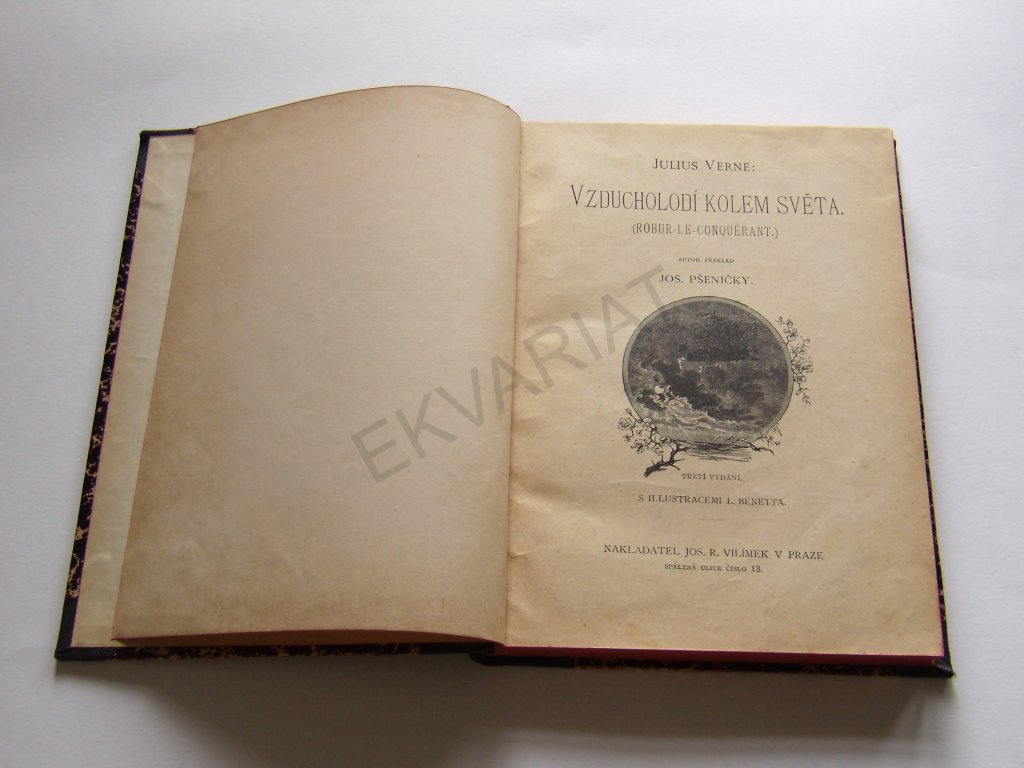 JULIUS VERNE:
VZDUCHOLODÍ KOLEM SVĚTA.
(ROBUR-LE-CONQUÉRANT.)
AUTOR. PŘEKLAD
JOS. PŠENIČKY.
EKVARIAT
TŘETÍ VYDÁNÍ.
S ILLUSTRACEMI L. BENETTA.
NAKLADATEL JOS. R. VILÍMEK V PRAZE
SPÁLENÁ ULICE ČÍSLO 13.